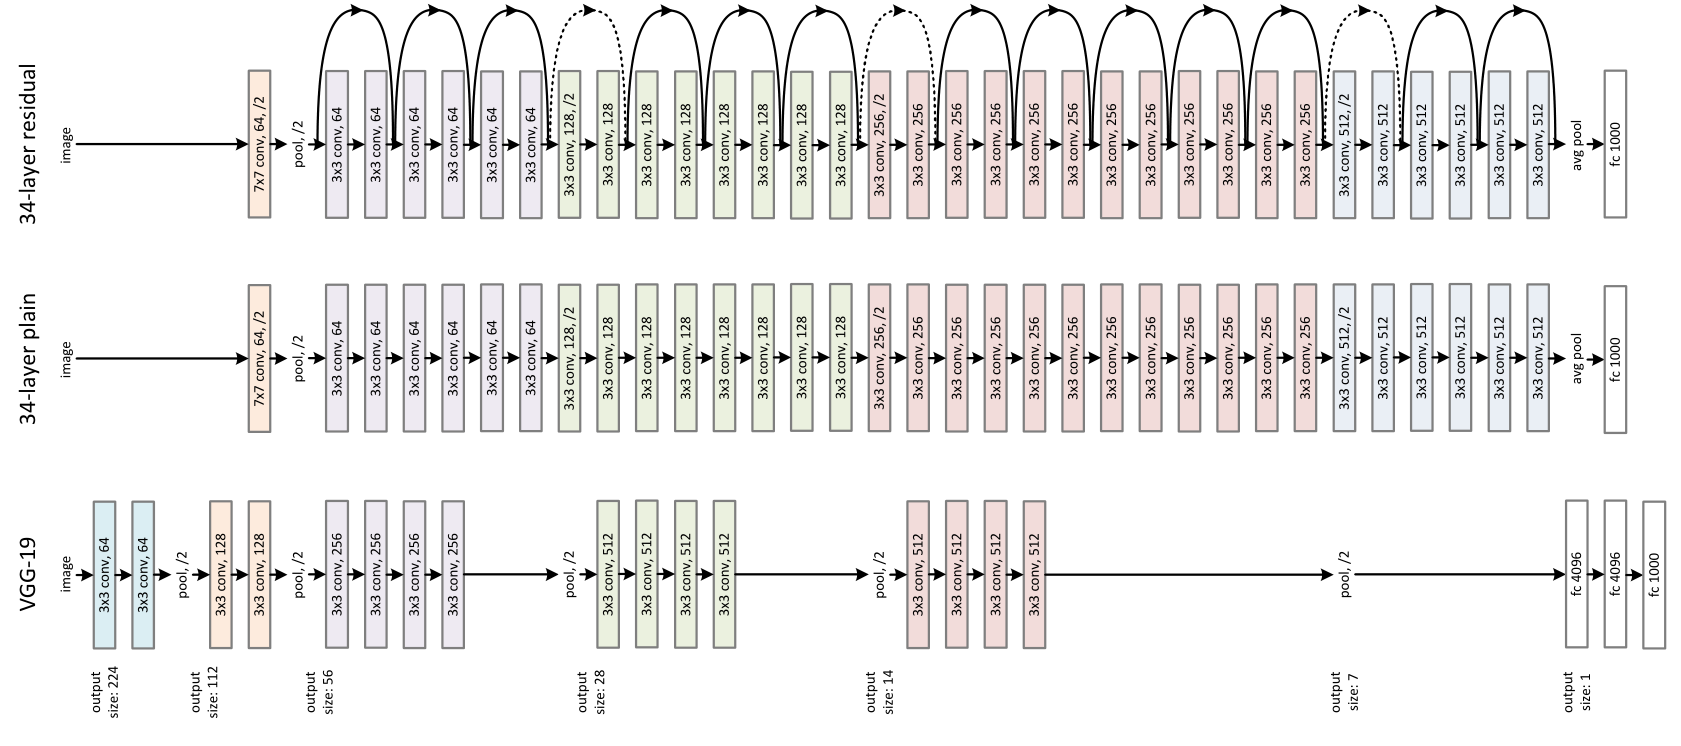 34-layer residual
image
7x7 conv, 64, /2
pool, /2
3x3 conv, 64
3x3 conv, 64
3x3 conv, 64
3x3 conv, 64
3x3 conv, 64
3x3 conv, 64
3x3 conv, 128, /2
3x3 conv, 128
3x3 conv, 128
3x3 conv, 128
3x3 conv, 128
3x3 conv, 128
3x3 conv, 128
3x3 conv, 128
3x3 conv, 256, /2
3x3 conv, 256
3x3 conv, 256
3x3 conv, 256
3x3 conv, 256
3x3 conv, 256
3x3 conv, 256
3x3 conv, 256
3x3 conv, 256
3x3 conv, 256
3x3 conv, 256
3x3 conv, 256
3x3 conv, 512, /2
3x3 conv, 512
3x3 conv, 512
3x3 conv, 512
3x3 conv, 512
3x3 conv, 512
avg pool
fc 1000
34-layer plain
image
7x7 conv, 64, /2
pool, /2
3x3 conv, 64
3x3 conv, 64
3x3 conv, 64
3x3 conv, 64
3x3 conv, 64
3x3 conv, 64
3x3 conv, 128, /2
3x3 conv, 128
3x3 conv, 128
3x3 conv, 128
3x3 conv, 128
3x3 conv, 128
3x3 conv, 128
3x3 conv, 128
3x3 conv, 256, /2
3x3 conv, 256
3x3 conv, 256
3x3 conv, 256
3x3 conv, 256
3x3 conv, 256
3x3 conv, 256
3x3 conv, 256
3x3 conv, 256
3x3 conv, 256
3x3 conv, 256
3x3 conv, 256
3x3 conv, 512, /2
3x3 conv, 512
3x3 conv, 512
3x3 conv, 512
3x3 conv, 512
3x3 conv, 512
avg pool
fc 1000
VGG-19
image
3x3 conv, 64
3x3 conv, 64
pool, /2
3x3 conv, 128
3x3 conv, 128
pool, /2
3x3 conv, 256
3x3 conv, 256
3x3 conv, 256
3x3 conv, 256
pool, /2
3x3 conv, 512
3x3 conv, 512
3x3 conv, 512
3x3 conv, 512
pool, /2
3x3 conv, 512
3x3 conv, 512
3x3 conv, 512
3x3 conv, 512
pool, /2
fc 4096
fc 4096
fc 1000
output
size: 224
output
size: 112
output
size: 56
output
size: 28
output
size: 14
output
size: 7
output
size: 1